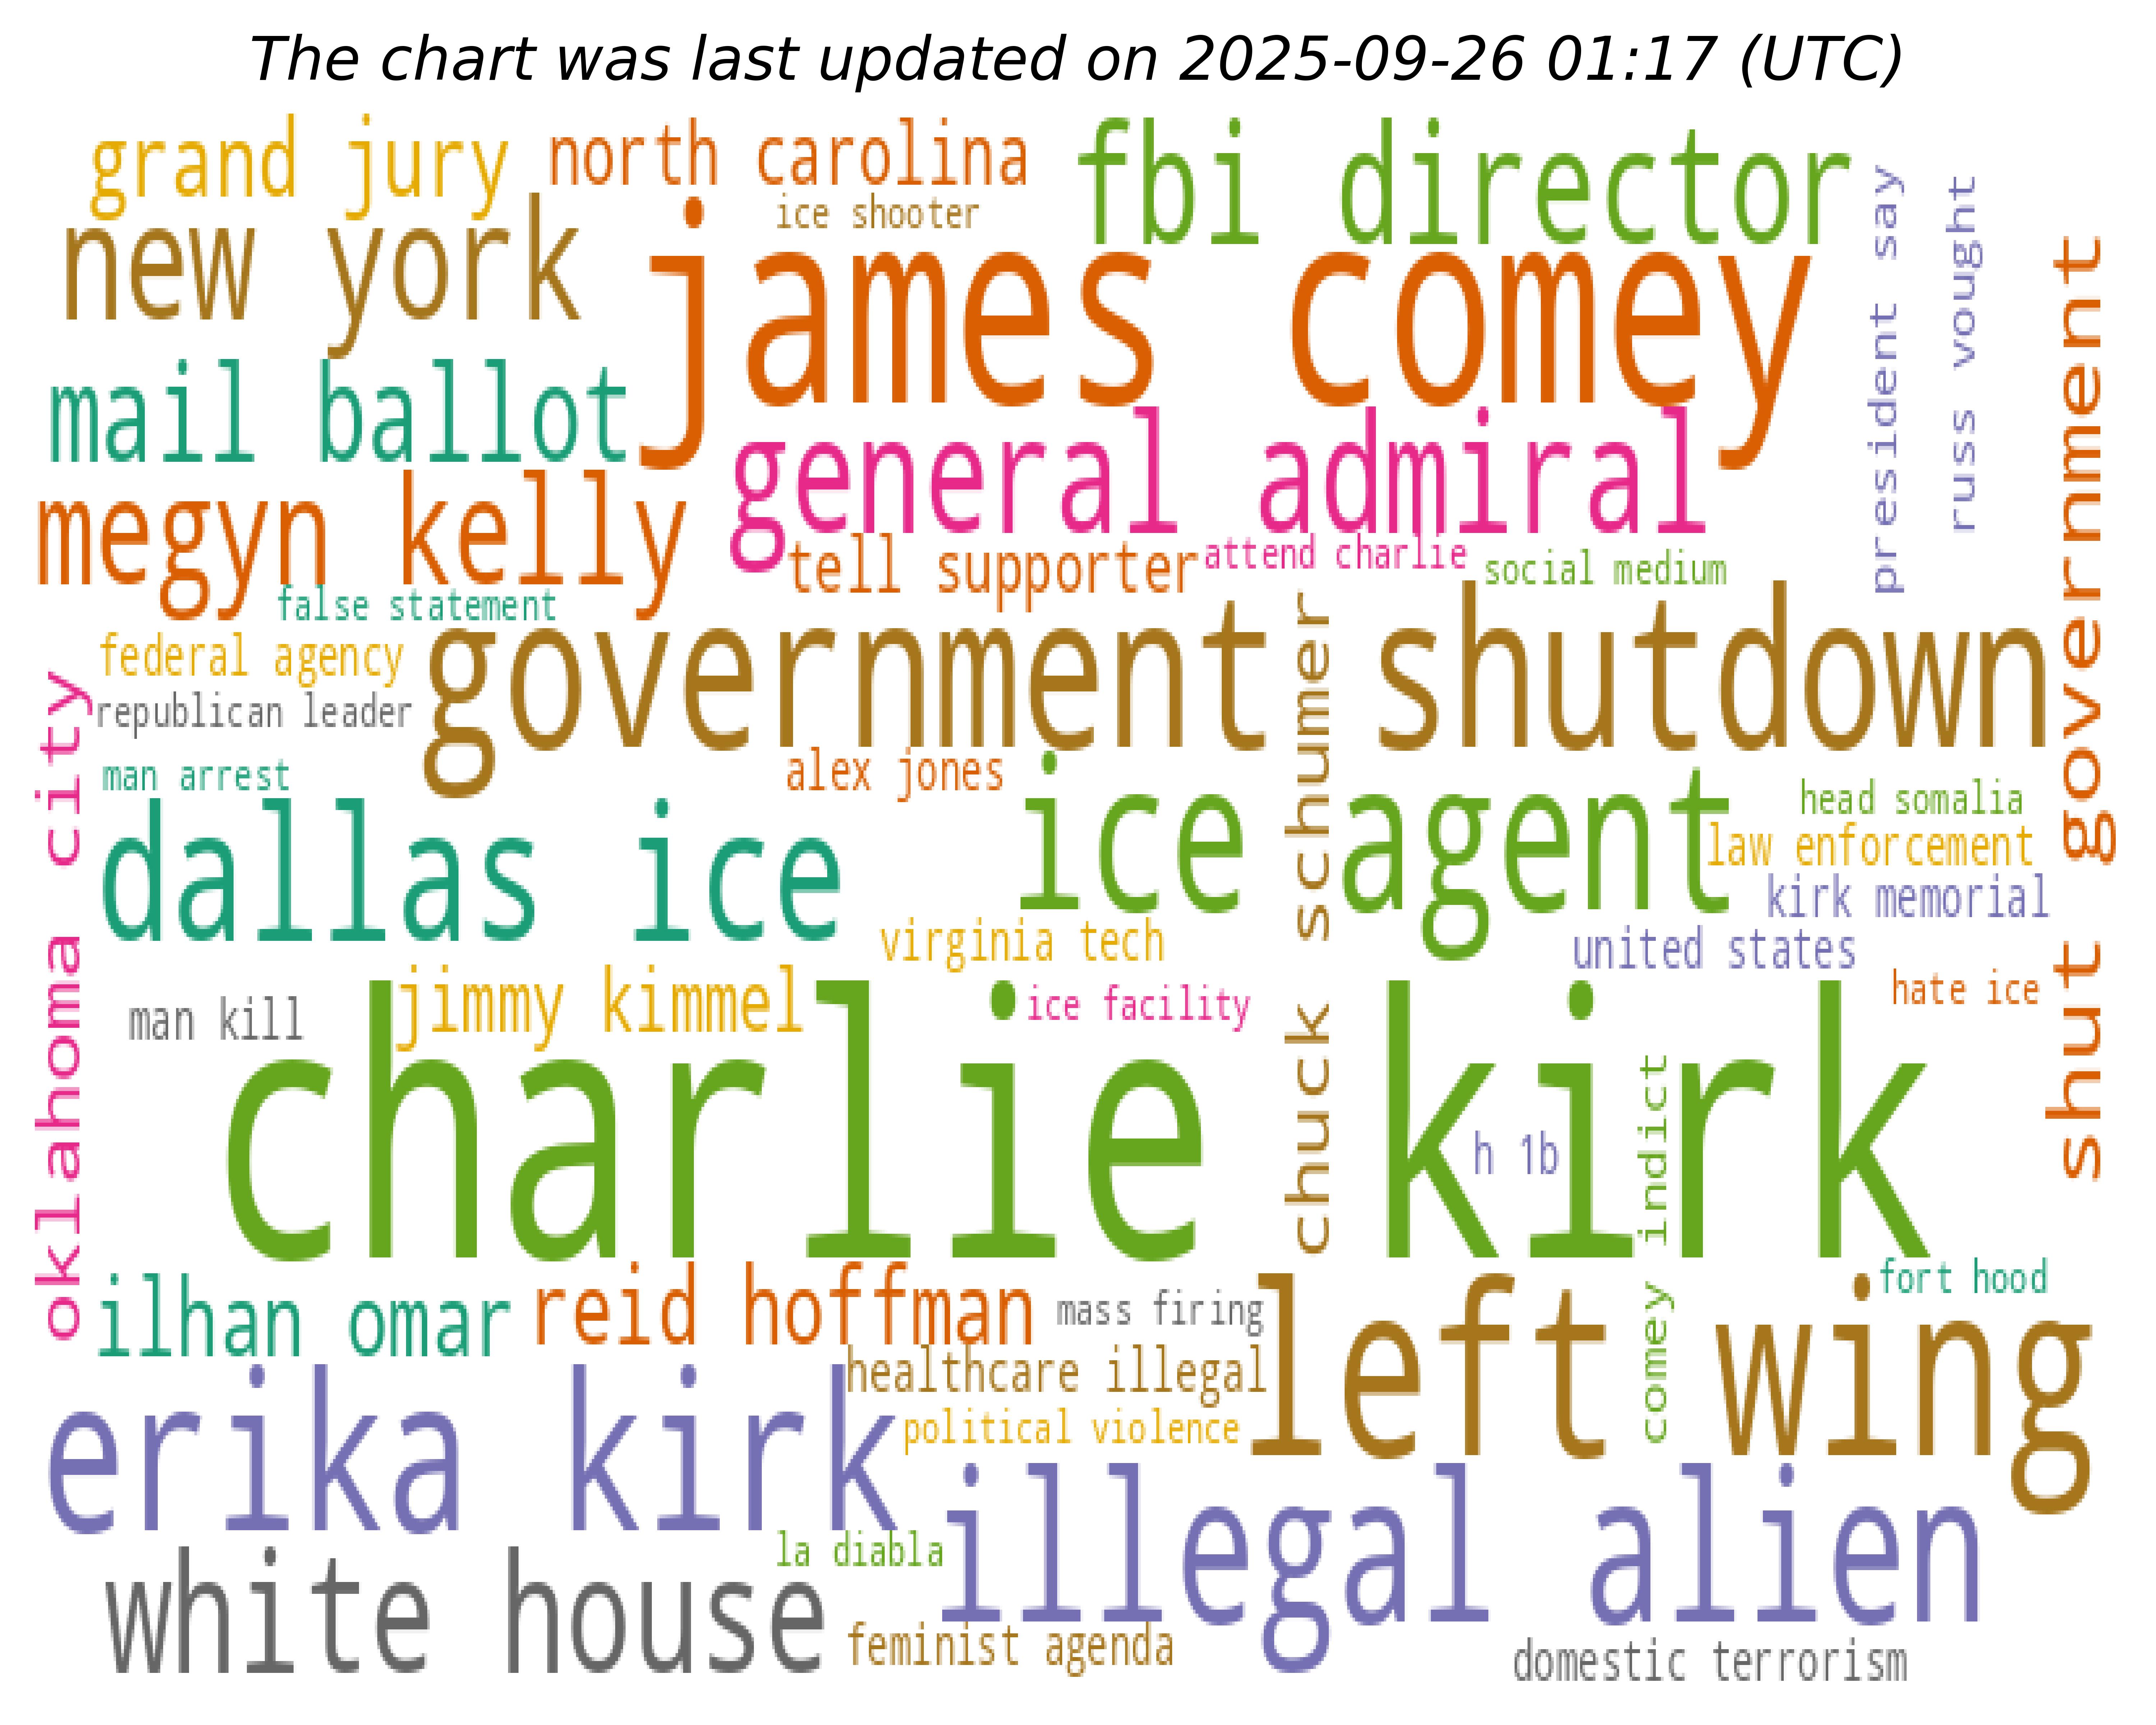 The chart was last updated on 2025-09-26 01:17 (UTC)
grand jury
north carolina
fbi director
ice shooter
new york
james comey
president say
russ vought
shut government
mail ballot
general admiral
megyn kelly
tell supporter
attend charlie
social medium
false statement
government shutdown
chuck schumer
federal agency
republican leader
oklahoma city
man arrest
alex jones
dallas ice
ice agent
head somalia
law enforcement
kirk memorial
virginia tech
united states
jimmy kimmel
ice facility
hate ice
man kill
charlie kirk
h 1b
comey indict
ilhan omar
reid hoffman
mass firing
left wing
fort hood
healthcare illegal
erika kirk
political violence
illegal alien
la diabla
white house
feminist agenda
domestic terrorism